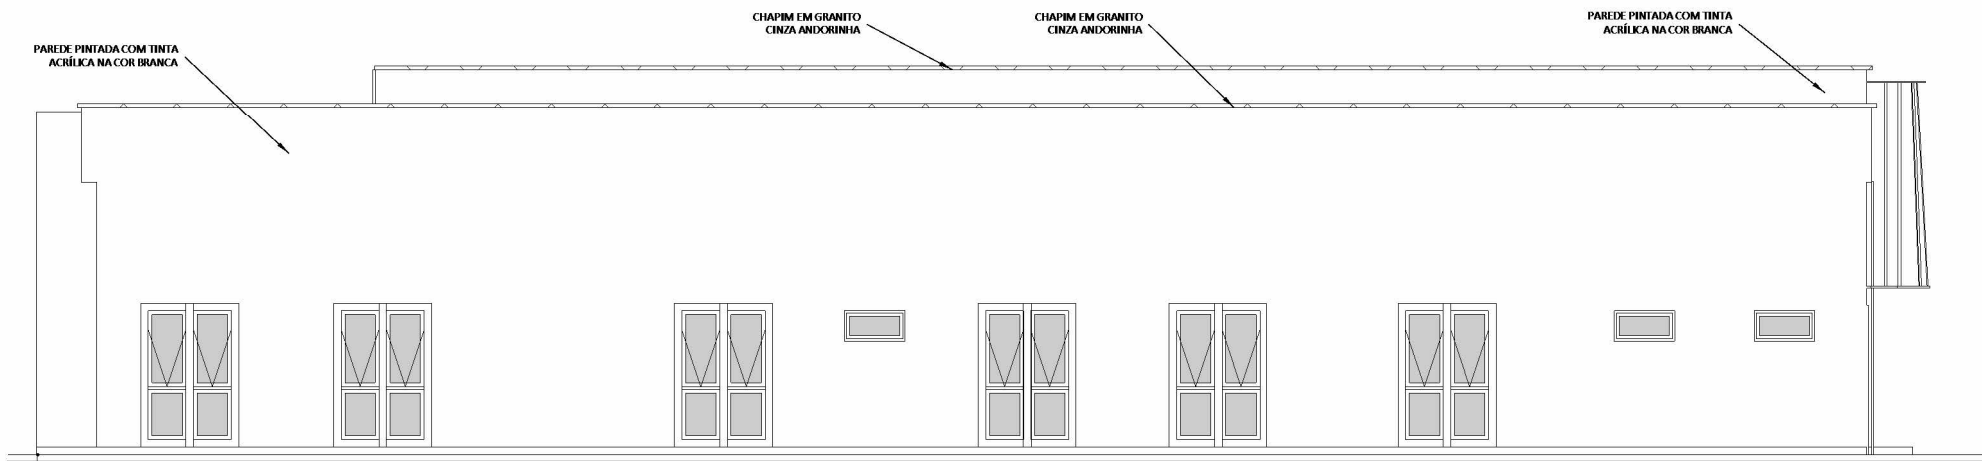 PAREDE PINTADA COM TINTA
ACRÍLICA NA COR BRANCA
CHAPIM EM GRANITO
CINZA ANDORINHA
CHAPIM EM GRANITO
CINZA ANDORINHA
PAREDE PINTADA COM TINTA
ACRÍLICA NA COR BRANCA